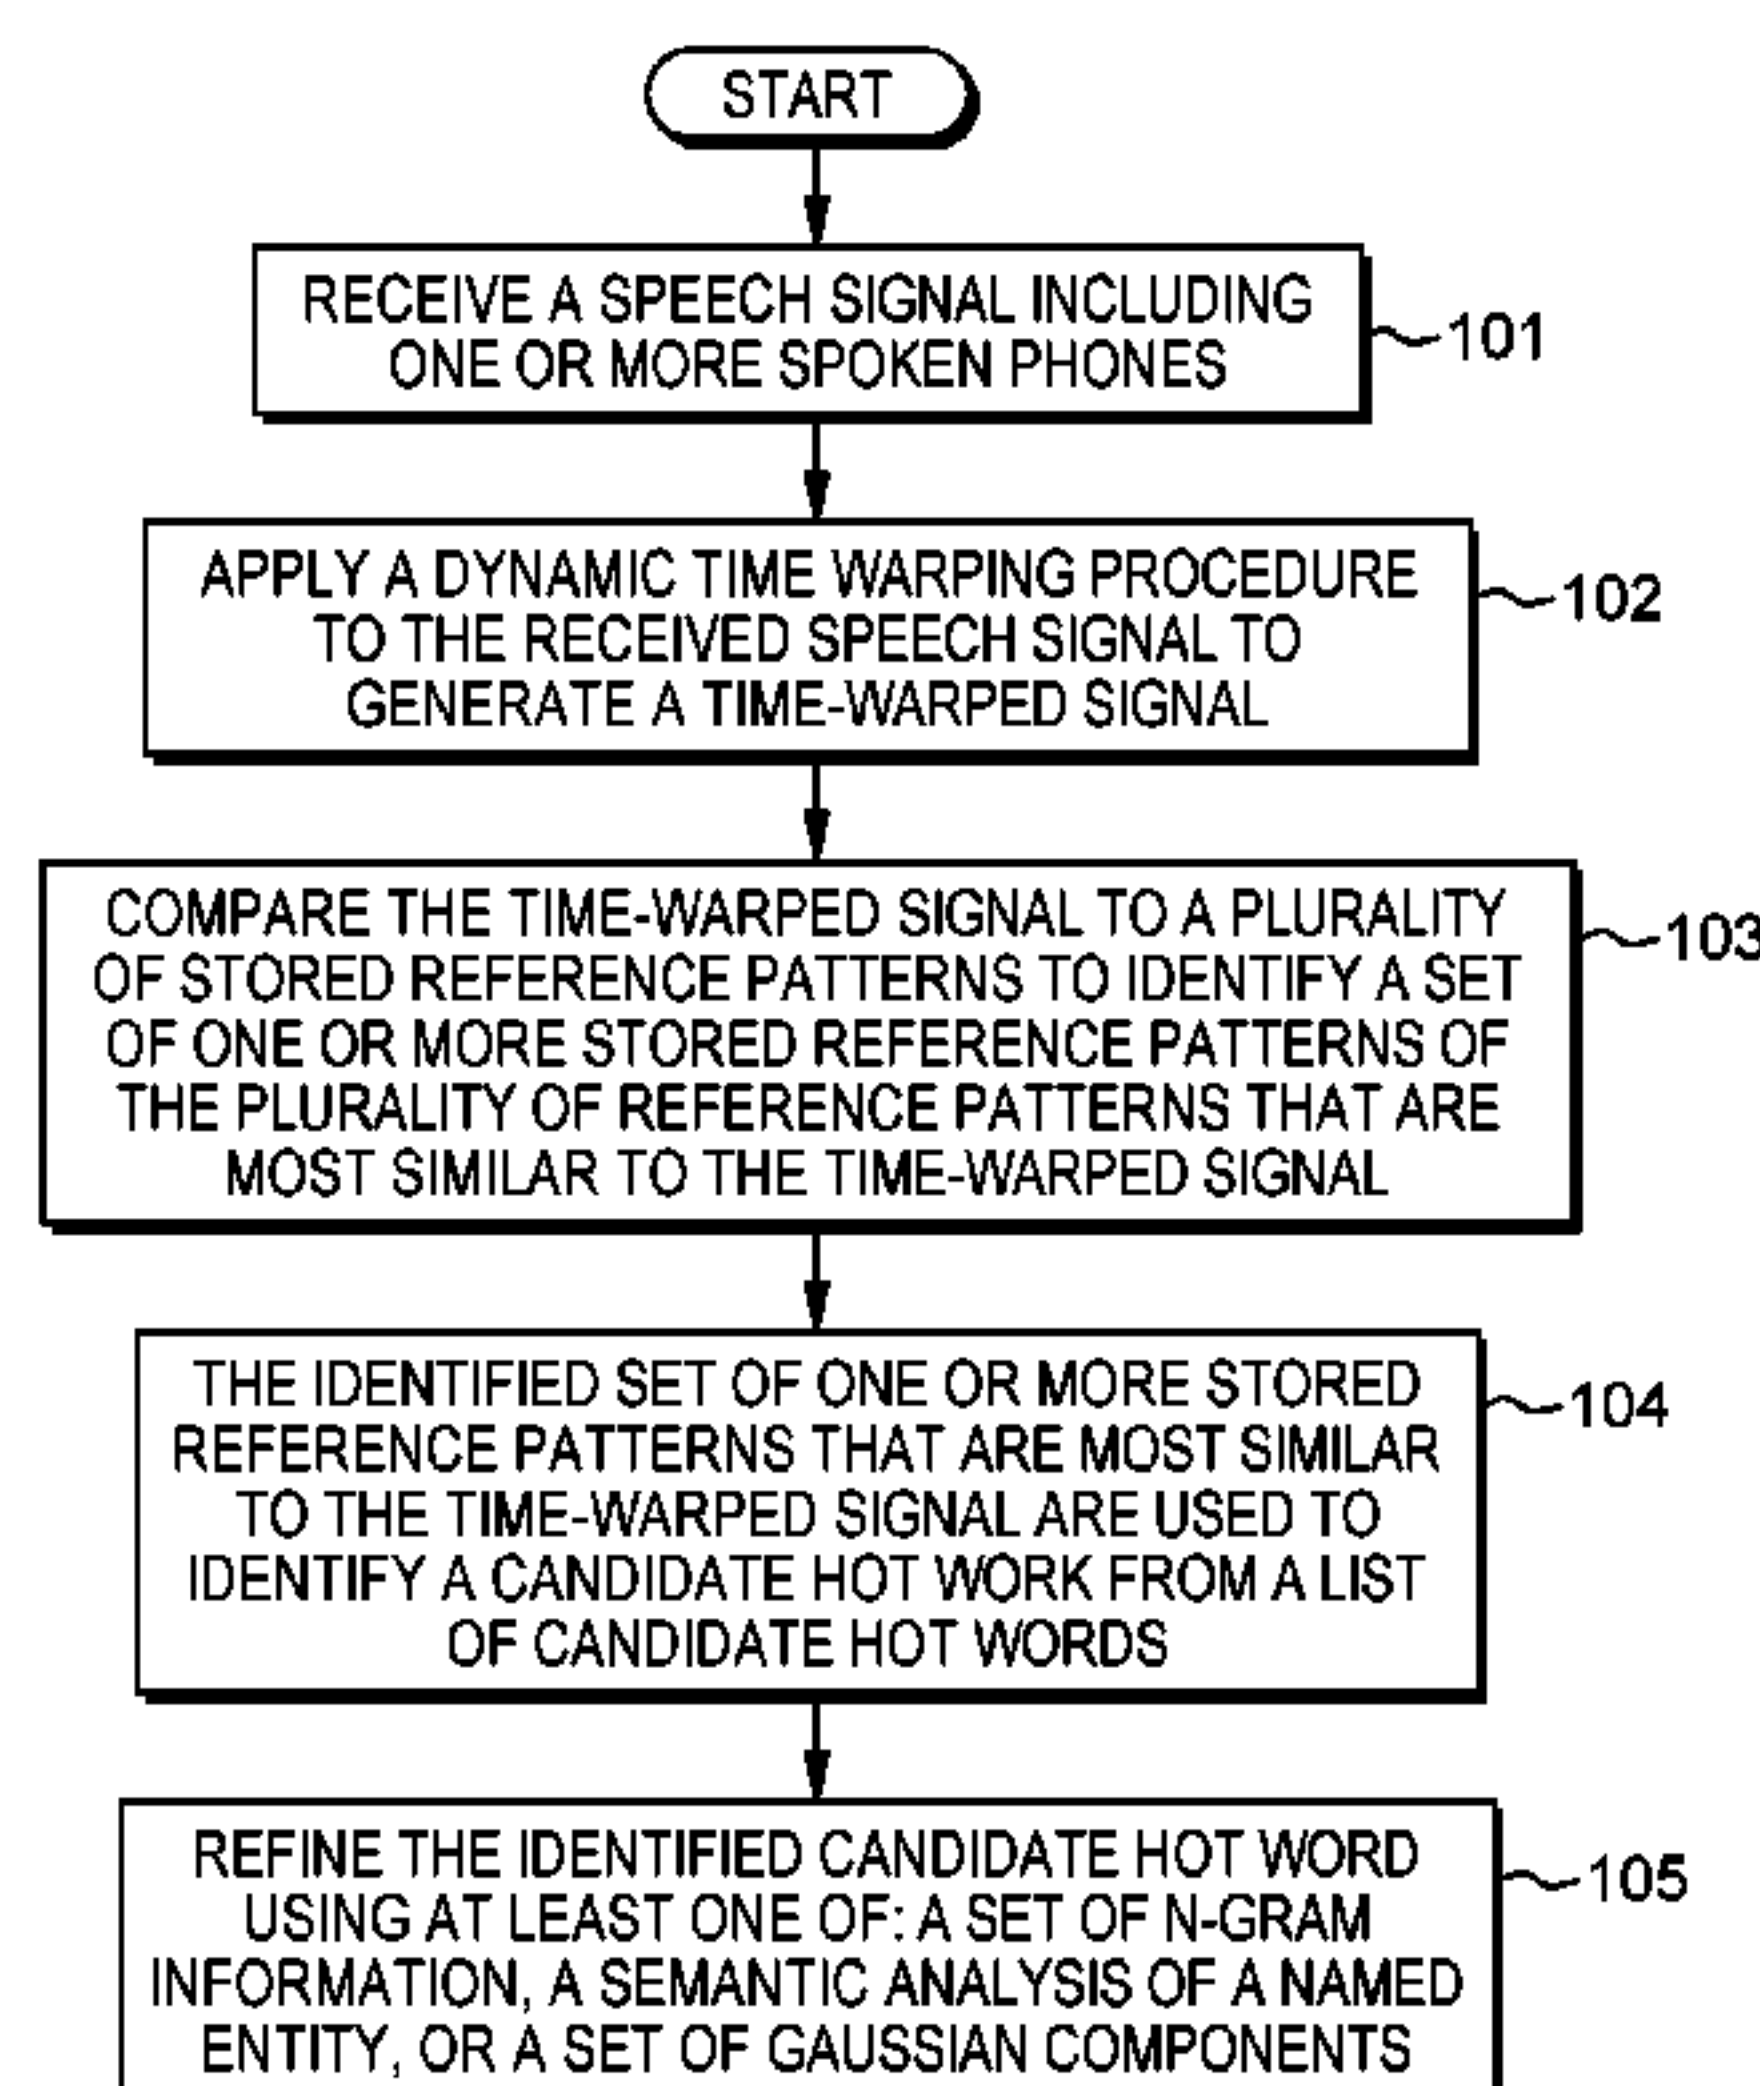 START
RECEIVE A SPEECH SIGNAL INCLUDING
ONE OR MORE SPOKEN PHONES
101
APPLY A DYNAMIC TIME WARPING PROCEDURE
TO THE RECEIVED SPEECH SIGNAL TO
GENERATE A TIME-WARPED SIGNAL
102
COMPARE THE TIME-WARPED SIGNAL TO A PLURALITY
OF STORED REFERENCE PATTERNS TO IDENTIFY A SET
OF ONE OR MORE STORED REFERENCE PATTERNS OF
THE PLURALITY OF REFERENCE PATTERNS THAT ARE
MOST SIMILAR TO THE TIME-WARPED SIGNAL
103
THE IDENTIFIED SET OF ONE OR MORE STORED
REFERENCE PATTERNS THAT ARE MOST SIMILAR
TO THE TIME-WARPED SIGNAL ARE USED TO
IDENTIFY A CANDIDATE HOT WORK FROM A LIST
OF CANDIDATE HOT WORDS
104
REFINE THE IDENTIFIED CANDIDATE HOT WORD
USING AT LEAST ONE OF: A SET OF N-GRAM
INFORMATION, A SEMANTIC ANALYSIS OF A NAMED
ENTITY, OR A SET OF GAUSSIAN COMPONENTS
105